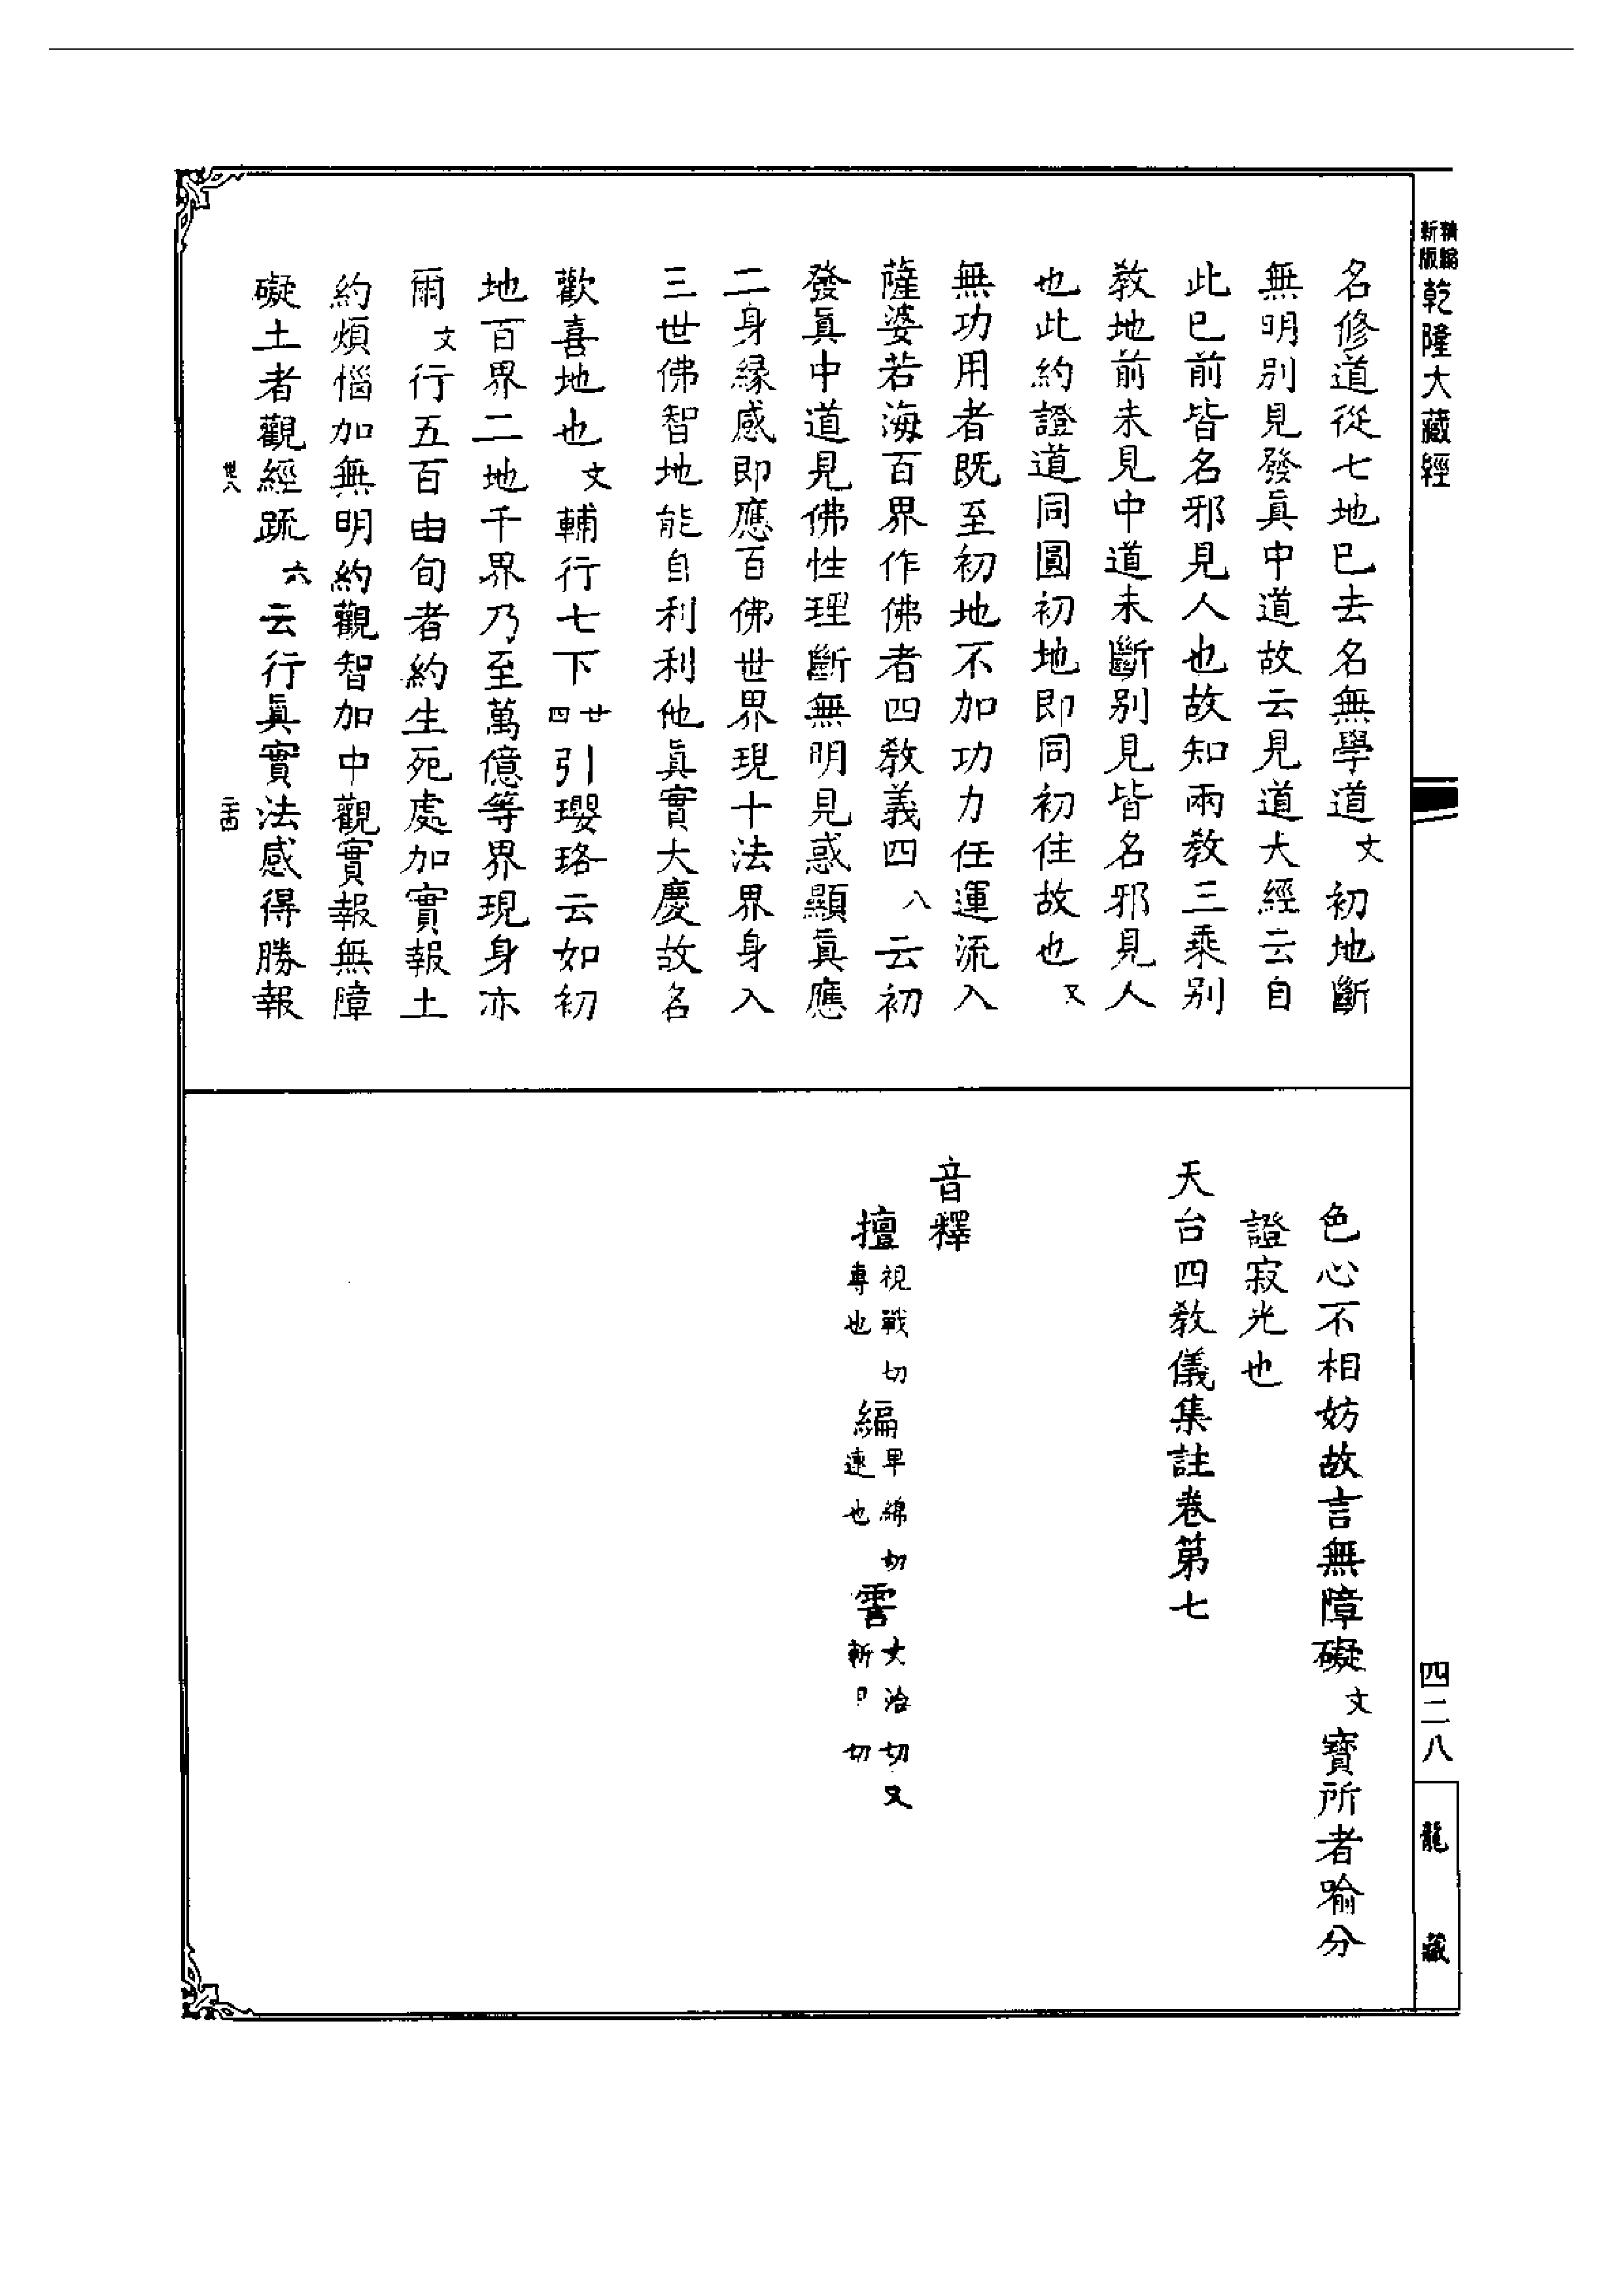 新版精編乾隆大藏經
名修道從七地已去名無學道文初地斷
無明別見發真中道故云見道大經云自
此已前皆名邪見人也故知兩教三乘別
教地前未見中道未斷別見皆名邪見人
也此約證道同圓初地即同初住故也文
無功用者既至初地不加功力任運流入
薩婆若海百界作佛者四教義四八云初
發真中道見佛性理斷無明見惑顯真應
二身緣感即應百佛世界現十法界身入
三世佛智地能自利利他真實大慶故名
歡喜地也文輔行七下廿四引瓔珞云如初
地百界二地千界乃至萬億等界現身亦
爾文行五百由旬者約生死處加實報土
約煩惱加無明約觀智加中觀實報無障
礙土者觀經疏六云行真實法感得勝報
世八
色心不相妨故言無障礙文寶所者喻分
證寂光也
天台四教儀集註卷第七
音釋
擅視戰切專也 編卑綿切連也 霅丈洽切又斬甲切
四二八
龍藏